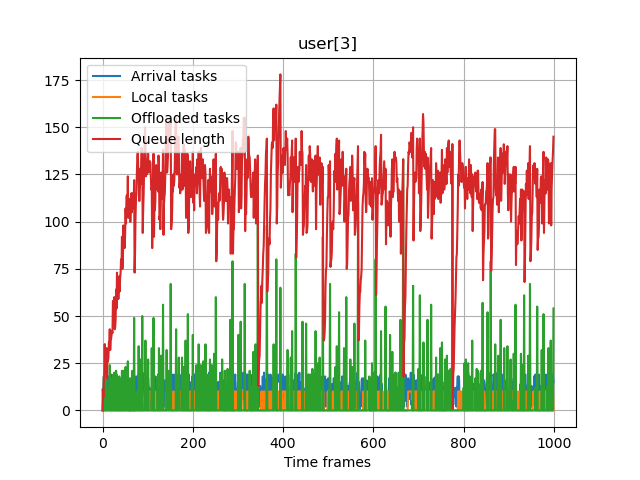 user[3]
Arrival tasks
Local tasks
Offloaded tasks
Queue length
175
150
125
100
75
50
25
0
0 200 400 600 800 1000
Time frames